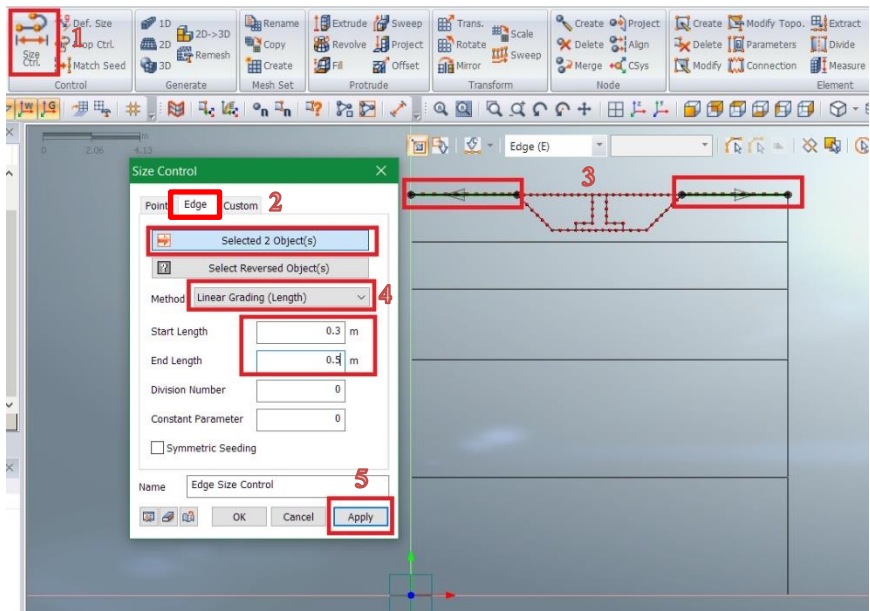 1
Size
Ctrl.
Def. Size
op Ctrl.
Match Seed
Control
1D
2D
3D
2D->3D
Remesh
Generate
Rename
Copy
Create
Mesh Set
Extrude
Revolve
Fill
Sweep
Project
Offset
Protrude
Trans.
Rotate
Mirror
Scale
Sweep
Transform
Create
Delete
Merge
Project
Align
CSys
Node
Create
Delete
Modify
Modify Topo.
Parameters
Connection
Extract
Divide
Measure
Element
W
G
m
0 2.06 4.13
Edge (E)
Size Control
Point Edge Custom 2
3
Selected 2 Object(s)
Select Reversed Object(s)
Method Linear Grading (Length) 4
Start Length 0.3 m
End Length 0.5 m
Division Number 0
Constant Parameter 0
Symmetric Seeding
5
Name Edge Size Control
OK Cancel Apply